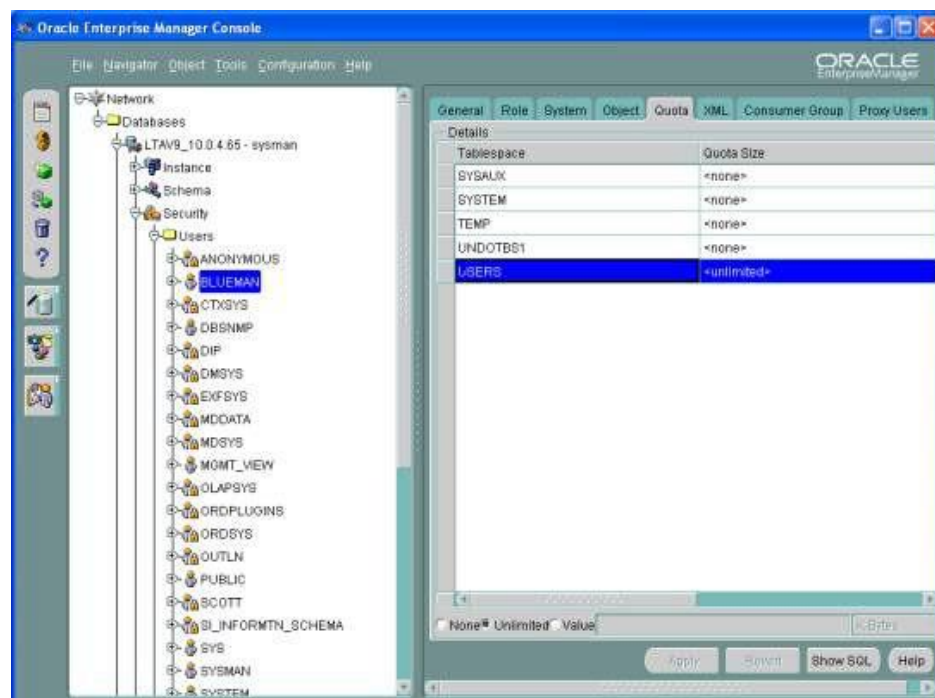 Oracle Enterprise Manager Console
File Navigator Object Tools Configuration Help
ORACLE
EnterpriseManager
Network
Databases
LTAV9_10.0.4.65 - sysman
Instance
Schema
Security
Users
ANONYMOUS
BLUEMAN
CTXSYS
DBSNMP
DIP
DMSYS
EXFSYS
MDDATA
MDSYS
MGMT_VIEW
OLAPSYS
ORDPLUGINS
ORDSYS
OUTLN
PUBLIC
SCOTT
SI_INFORMTN_SCHEMA
SYS
SYSMAN
SYSTEM
General Role System Object Quota XML Consumer Group Proxy Users
Details
Tablespace Quota Size
SYSAUX <none>
SYSTEM <none>
TEMP <none>
UNDOTBS1 <none>
USERS <unlimited>
None Unlimited Value K-Bytes
Apply Revert Show SQL Help